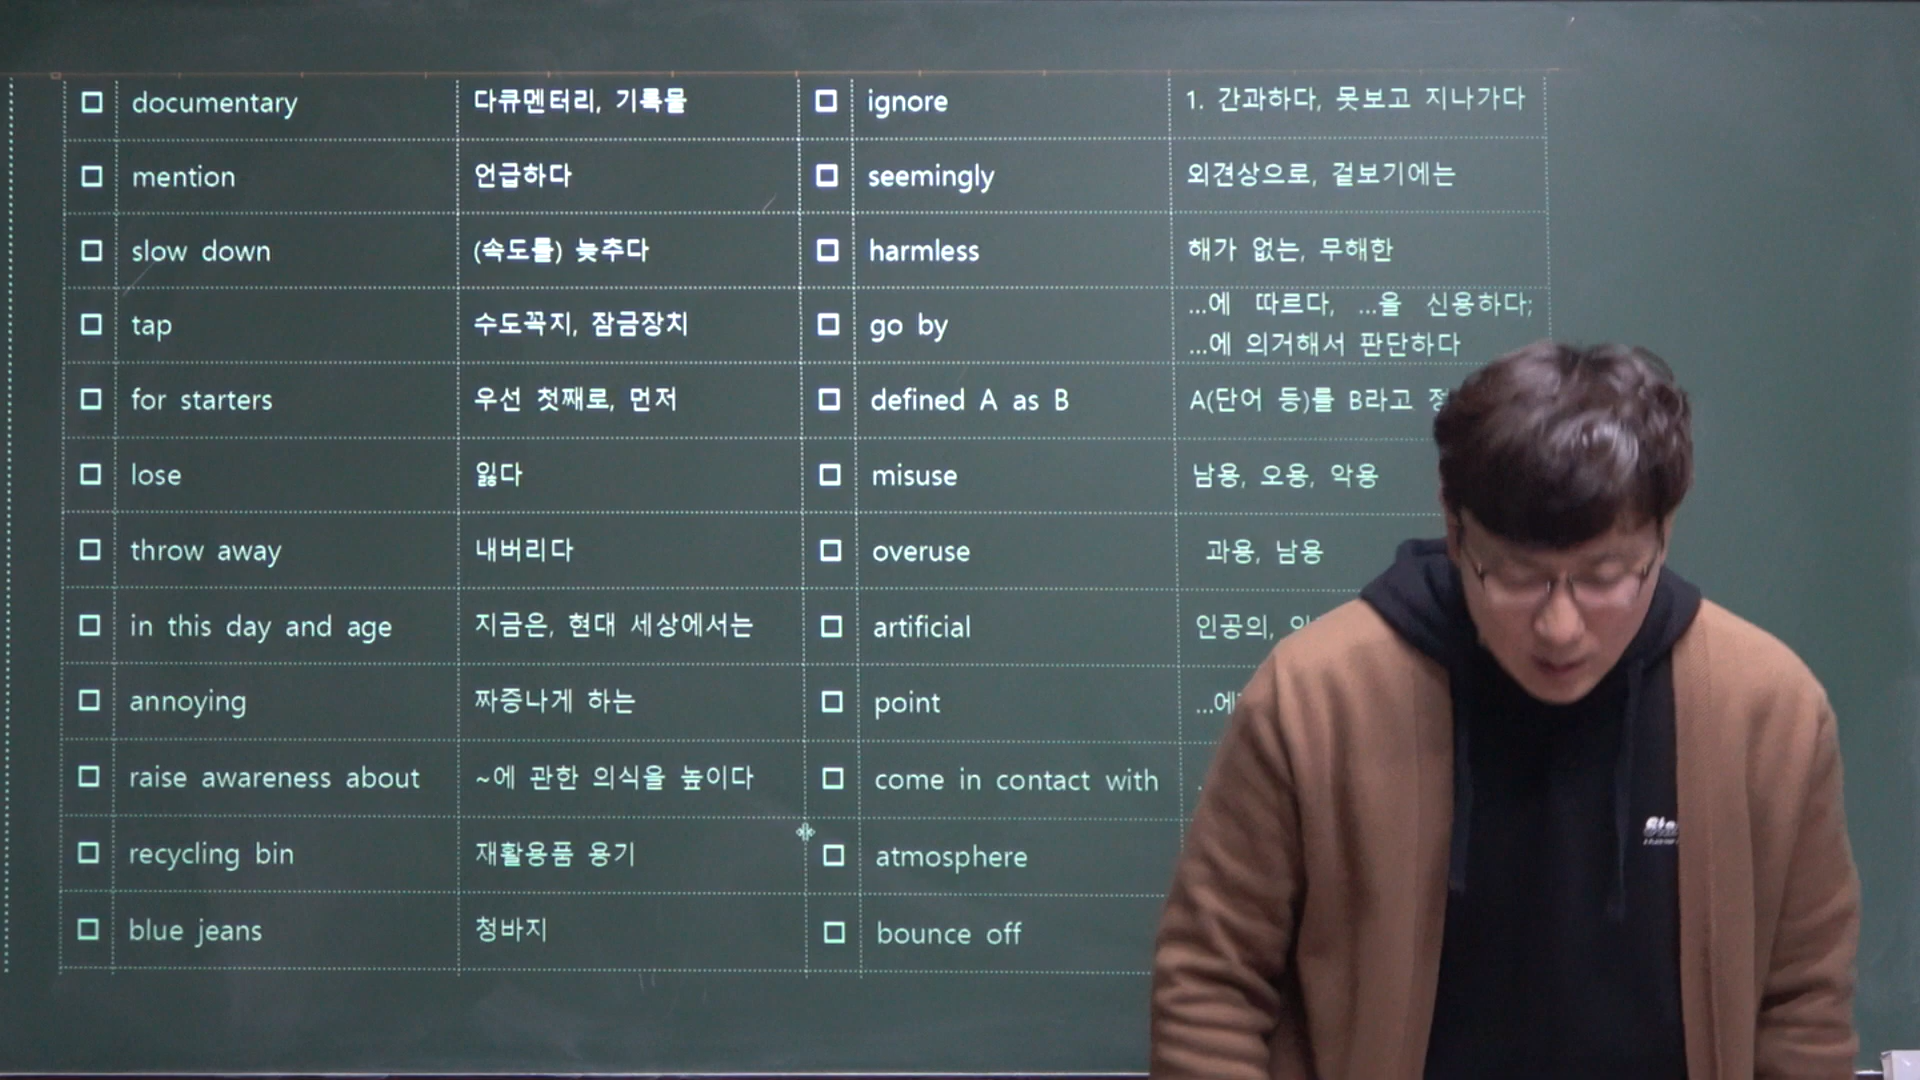 documentary 다큐멘터리, 기록물 ignore 1. 간과하다, 못보고 지나가다
mention 언급하다 seemingly 외견상으로, 겉보기에는
slow down (속도를) 늦추다 harmless 해가 없는, 무해한
tap 수도꼭지, 잠금장치 go by ...에 따르다, ...을 신용하다;
...에 의거해서 판단하다
for starters 우선 첫째로, 먼저 defined A as B A(단어 등)를 B라고
lose 잃다 misuse 남용, 오용, 악용
throw away 내버리다 overuse 과용, 남용
in this day and age 지금은, 현대 세상에서는 artificial 인공의,
annoying 짜증나게 하는 point ...에
raise awareness about ~에 관한 의식을 높이다 come in contact with
recycling bin 재활용품 용기 atmosphere
blue jeans 청바지 bounce off